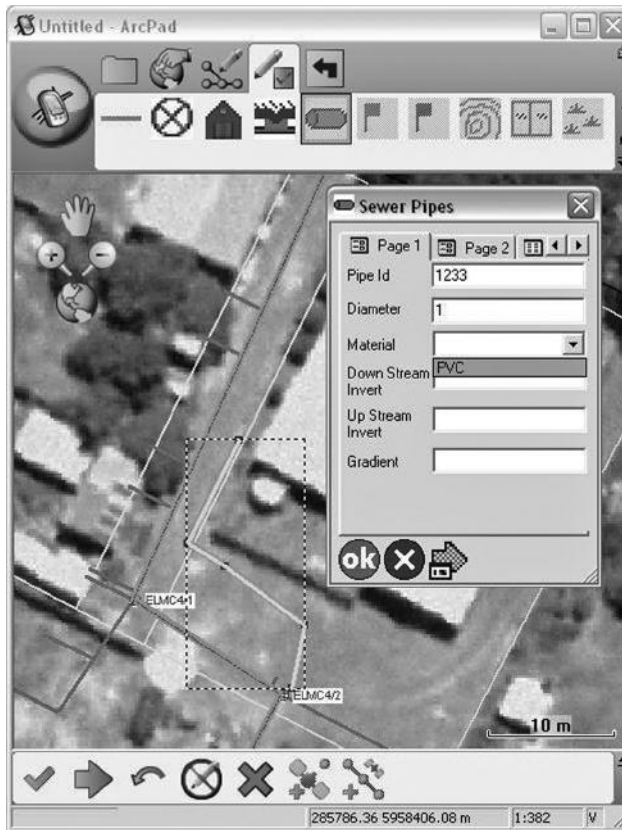 Untitled - ArcPad
Sewer Pipes
Page 1
Page 2
Pipe Id
1233
Diameter
1
Material
PVC
Down Stream
Invert
Up Stream
Invert
Gradient
ok
ELMC4/1
ELMC4/2
10 m
285786.36 5958406.08 m
1:382
V